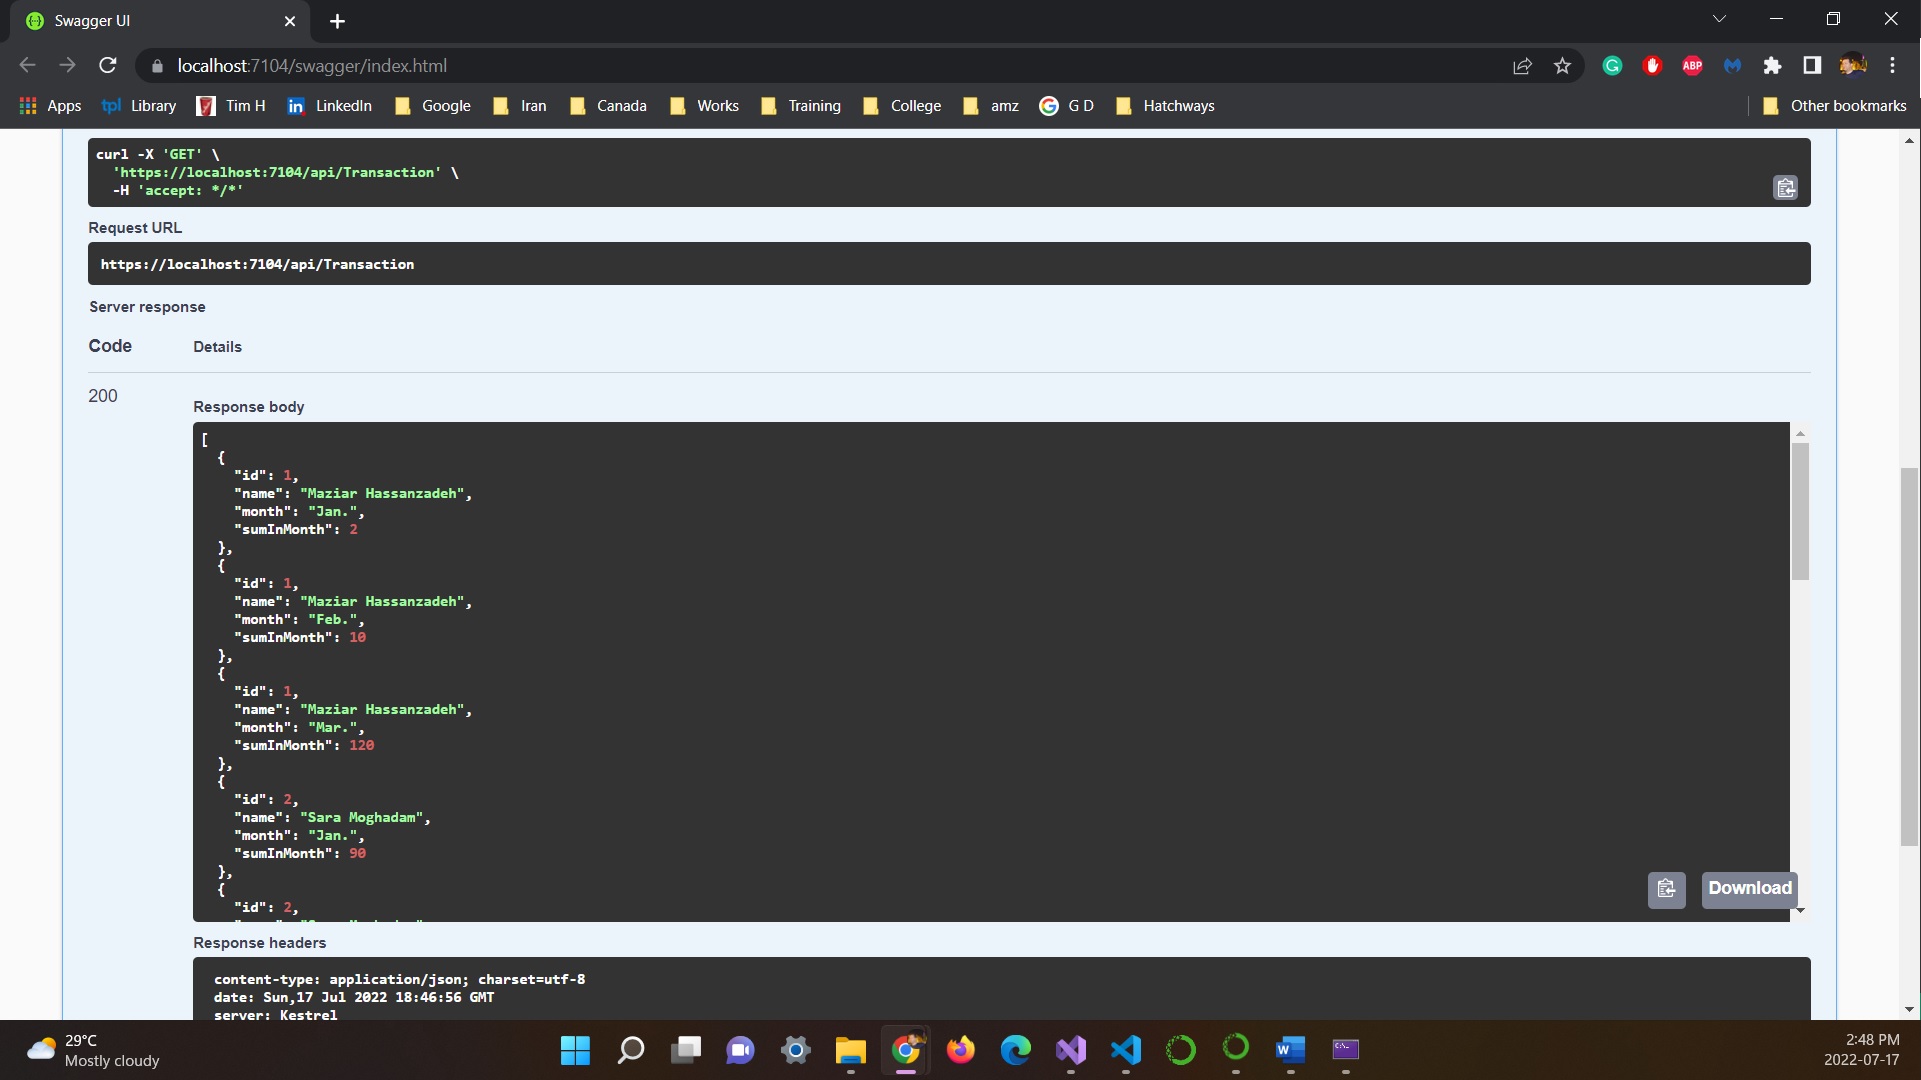 Swagger UI
localhost:7104/swagger/index.html
ABP
Apps
tpl Library
Tim H
in LinkedIn
Google
Iran
Canada
Works
Training
College
amz
G D
Hatchways
Other bookmarks
curl -X 'GET' \
'https://localhost:7104/api/Transaction' \
-H 'accept: */*'
Request URL
https://localhost:7104/api/Transaction
Server response
Code Details
200
Response body
[
{
"id": 1,
"name": "Maziar Hassanzadeh",
"month": "Jan.",
"sumInMonth": 2
},
{
"id": 1,
"name": "Maziar Hassanzadeh",
"month": "Feb.",
"sumInMonth": 10
},
{
"id": 1,
"name": "Maziar Hassanzadeh",
"month": "Mar.",
"sumInMonth": 120
},
{
"id": 2,
"name": "Sara Moghadam",
"month": "Jan.",
"sumInMonth": 90
},
{
"id": 2,
Download
Response headers
content-type: application/json; charset=utf-8
date: Sun,17 Jul 2022 18:46:56 GMT
server: Kestrel
29°C
Mostly cloudy
2:48 PM
2022-07-17